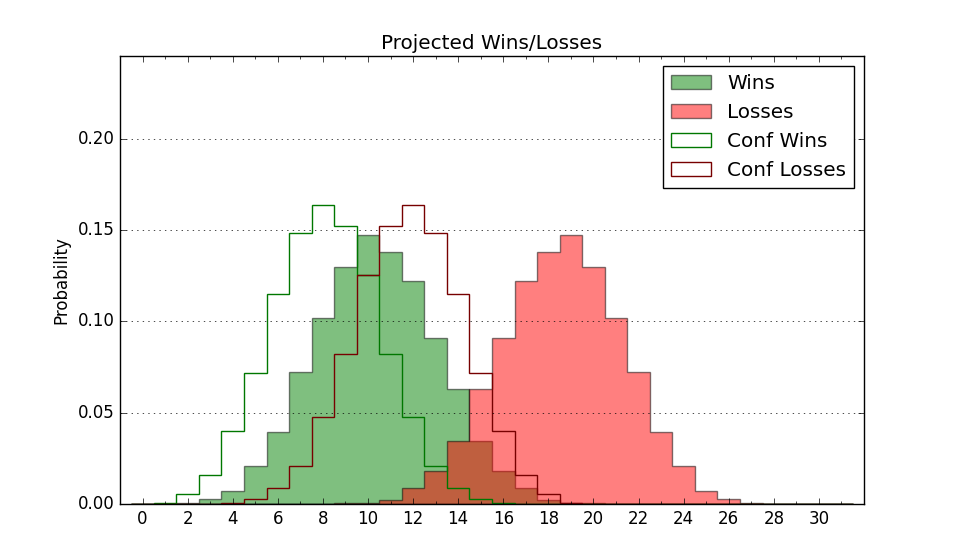 Projected Wins/Losses
Wins
Losses
Conf Wins
Conf Losses
Probability
0.20
0.15
0.10
0.05
0.00
0 2 4 6 8 10 12 14 16 18 20 22 24 26 28 30